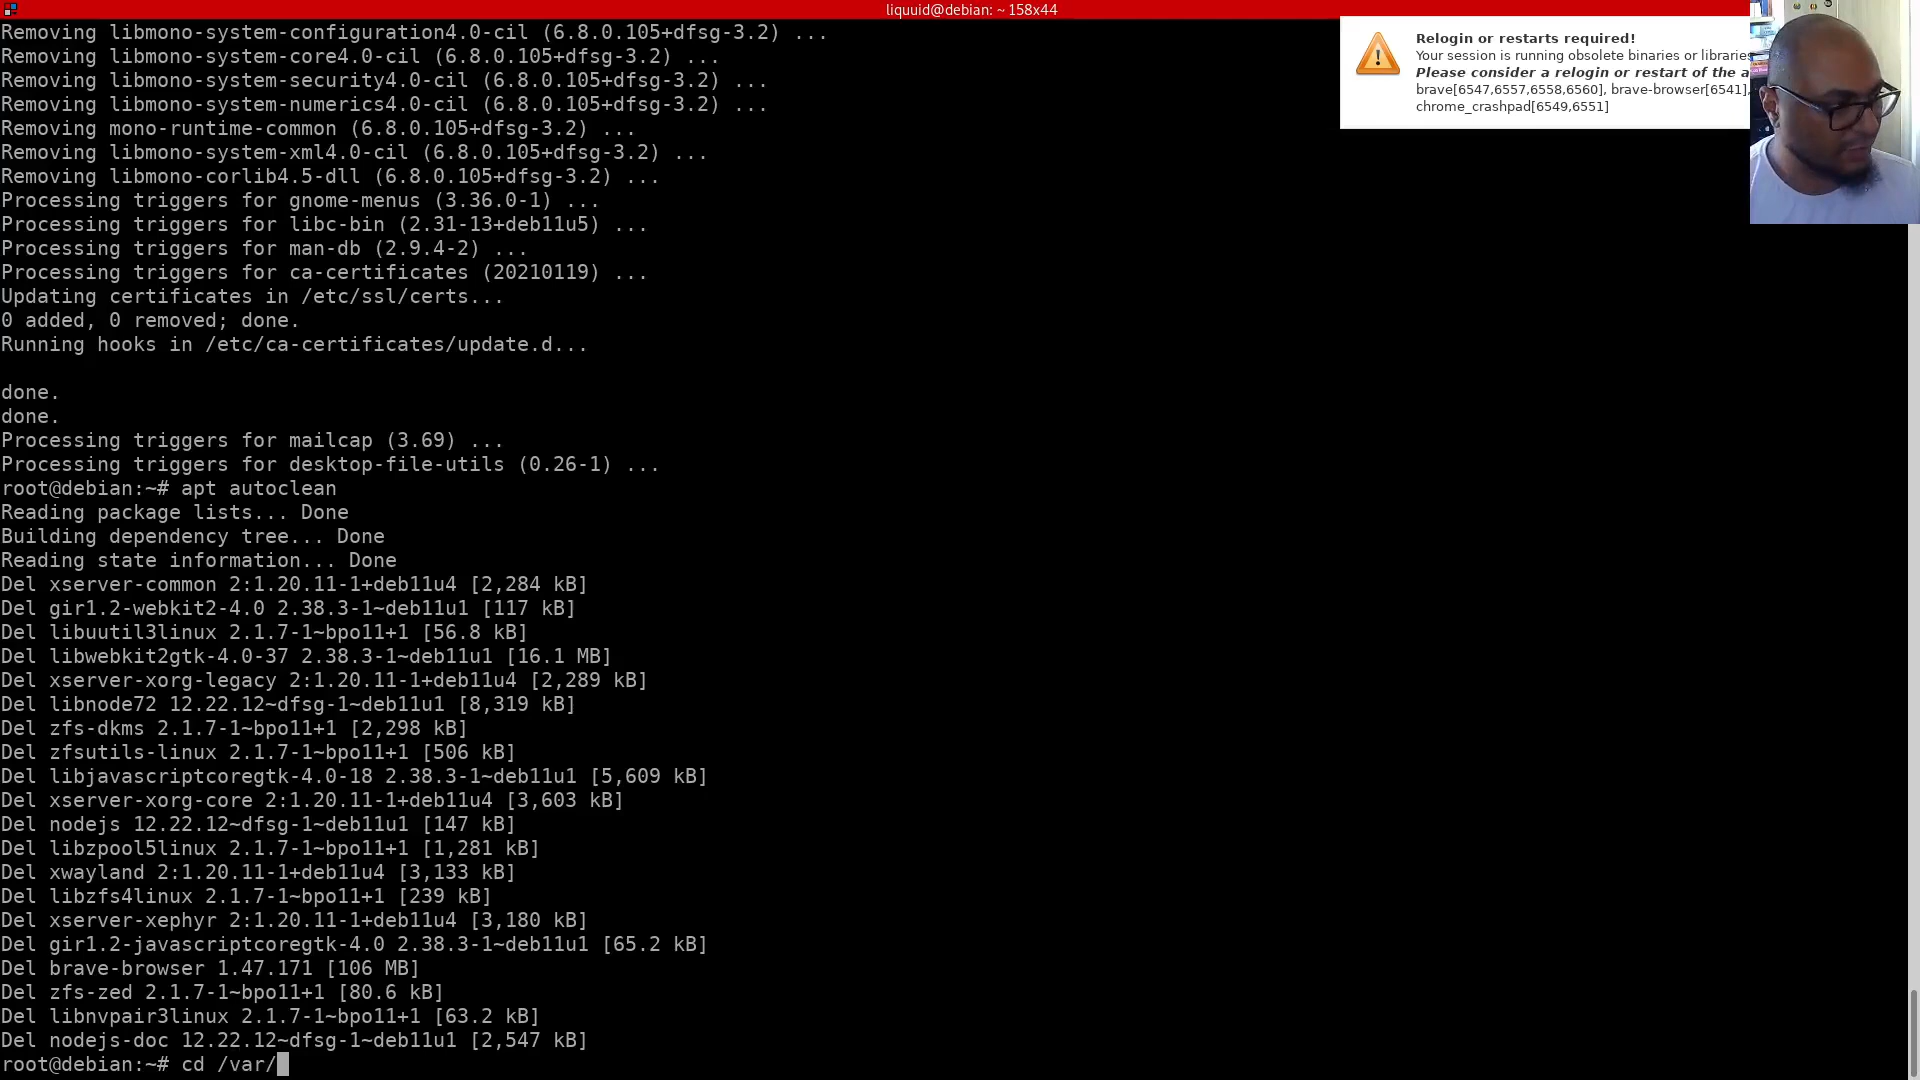 liquuid@debian: ~ 158x44
Removing libmono-system-configuration4.0-cil (6.8.0.105+dfsg-3.2) ...
Removing libmono-system-core4.0-cil (6.8.0.105+dfsg-3.2) ...
Removing libmono-system-security4.0-cil (6.8.0.105+dfsg-3.2) ...
Removing libmono-system-numerics4.0-cil (6.8.0.105+dfsg-3.2) ...
Removing mono-runtime-common (6.8.0.105+dfsg-3.2) ...
Removing libmono-system-xml4.0-cil (6.8.0.105+dfsg-3.2) ...
Removing libmono-corlib4.5-dll (6.8.0.105+dfsg-3.2) ...
Processing triggers for gnome-menus (3.36.0-1) ...
Processing triggers for libc-bin (2.31-13+deb11u5) ...
Processing triggers for man-db (2.9.4-2) ...
Processing triggers for ca-certificates (20210119) ...
Updating certificates in /etc/ssl/certs...
0 added, 0 removed; done.
Running hooks in /etc/ca-certificates/update.d...
done.
done.
Processing triggers for mailcap (3.69) ...
Processing triggers for desktop-file-utils (0.26-1) ...
root@debian:~# apt autoclean
Reading package lists... Done
Building dependency tree... Done
Reading state information... Done
Del xserver-common 2:1.20.11-1+deb11u4 [2,284 kB]
Del gir1.2-webkit2-4.0 2.38.3-1~deb11u1 [117 kB]
Del libuutil3linux 2.1.7-1~bpo11+1 [56.8 kB]
Del libwebkit2gtk-4.0-37 2.38.3-1~deb11u1 [16.1 MB]
Del xserver-xorg-legacy 2:1.20.11-1+deb11u4 [2,289 kB]
Del libnode72 12.22.12~dfsg-1~deb11u1 [8,319 kB]
Del zfs-dkms 2.1.7-1~bpo11+1 [2,298 kB]
Del zfsutils-linux 2.1.7-1~bpo11+1 [506 kB]
Del libjavascriptcoregtk-4.0-18 2.38.3-1~deb11u1 [5,609 kB]
Del xserver-xorg-core 2:1.20.11-1+deb11u4 [3,603 kB]
Del nodejs 12.22.12~dfsg-1~deb11u1 [147 kB]
Del libzpool5linux 2.1.7-1~bpo11+1 [1,281 kB]
Del xwayland 2:1.20.11-1+deb11u4 [3,133 kB]
Del libzfs4linux 2.1.7-1~bpo11+1 [239 kB]
Del xserver-xephyr 2:1.20.11-1+deb11u4 [3,180 kB]
Del gir1.2-javascriptcoregtk-4.0 2.38.3-1~deb11u1 [65.2 kB]
Del brave-browser 1.47.171 [106 MB]
Del zfs-zed 2.1.7-1~bpo11+1 [80.6 kB]
Del libnvpair3linux 2.1.7-1~bpo11+1 [63.2 kB]
Del nodejs-doc 12.22.12~dfsg-1~deb11u1 [2,547 kB]
root@debian:~# cd /var/
Relogin or restarts required!
Your session is running obsolete binaries or libraries
Please consider a relogin or restart of the a
brave[6547,6557,6558,6560], brave-browser[6541],
chrome_crashpad[6549,6551]